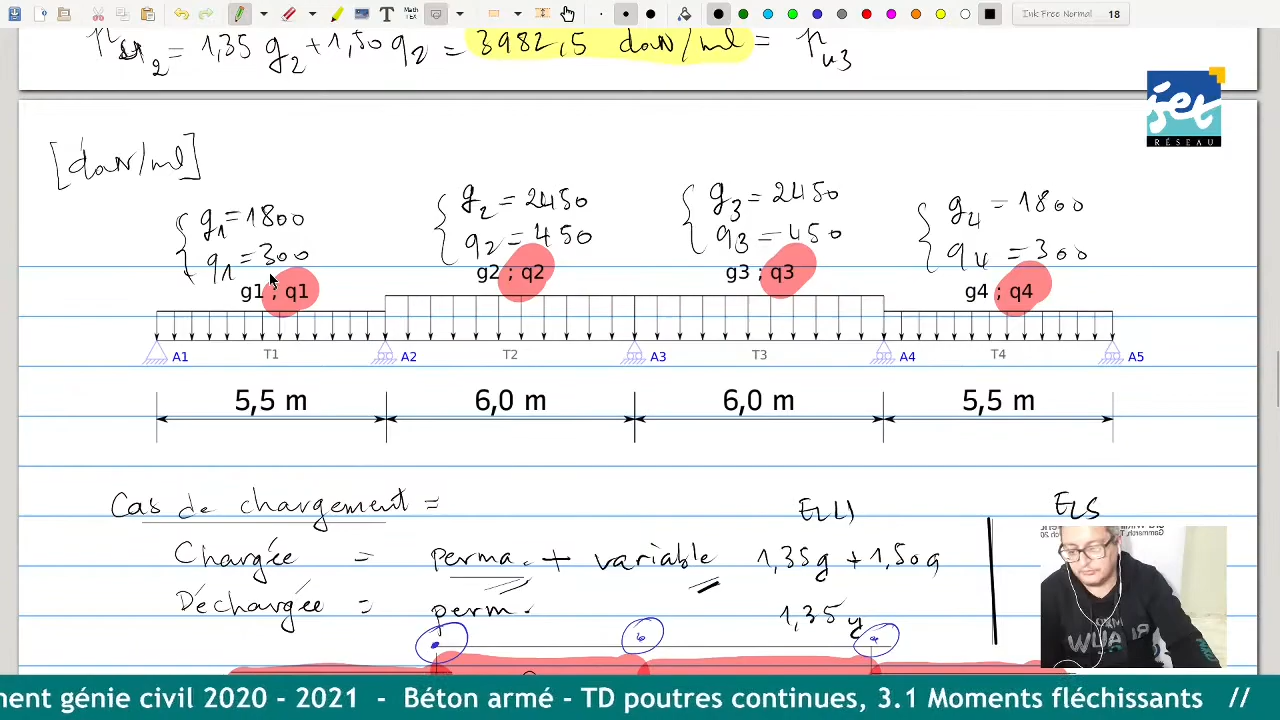 Ink Free Normal 18
Pu2 = 1,35 g2 + 1,50 q2 = 3982,5 daN/ml = Pu3
iset
RÉSEAU
[daN/ml]
g1 = 1800
q1 = 300
g2 = 2450
q2 = 450
g3 = 2450
q3 = 450
g4 = 1800
q4 = 300
g1 ; q1
g2 ; q2
g3 ; q3
g4 ; q4
A1 T1 A2 T2 A3 T3 A4 T4 A5
5,5 m 6,0 m 6,0 m 5,5 m
Cas de chargement = ELU ELS
Chargée = perma. + variable 1,35g + 1,50q
Déchargée = perm. 1,35g
ment génie civil 2020 - 2021 - Béton armé - TD poutres continues, 3.1 Moments fléchissants //